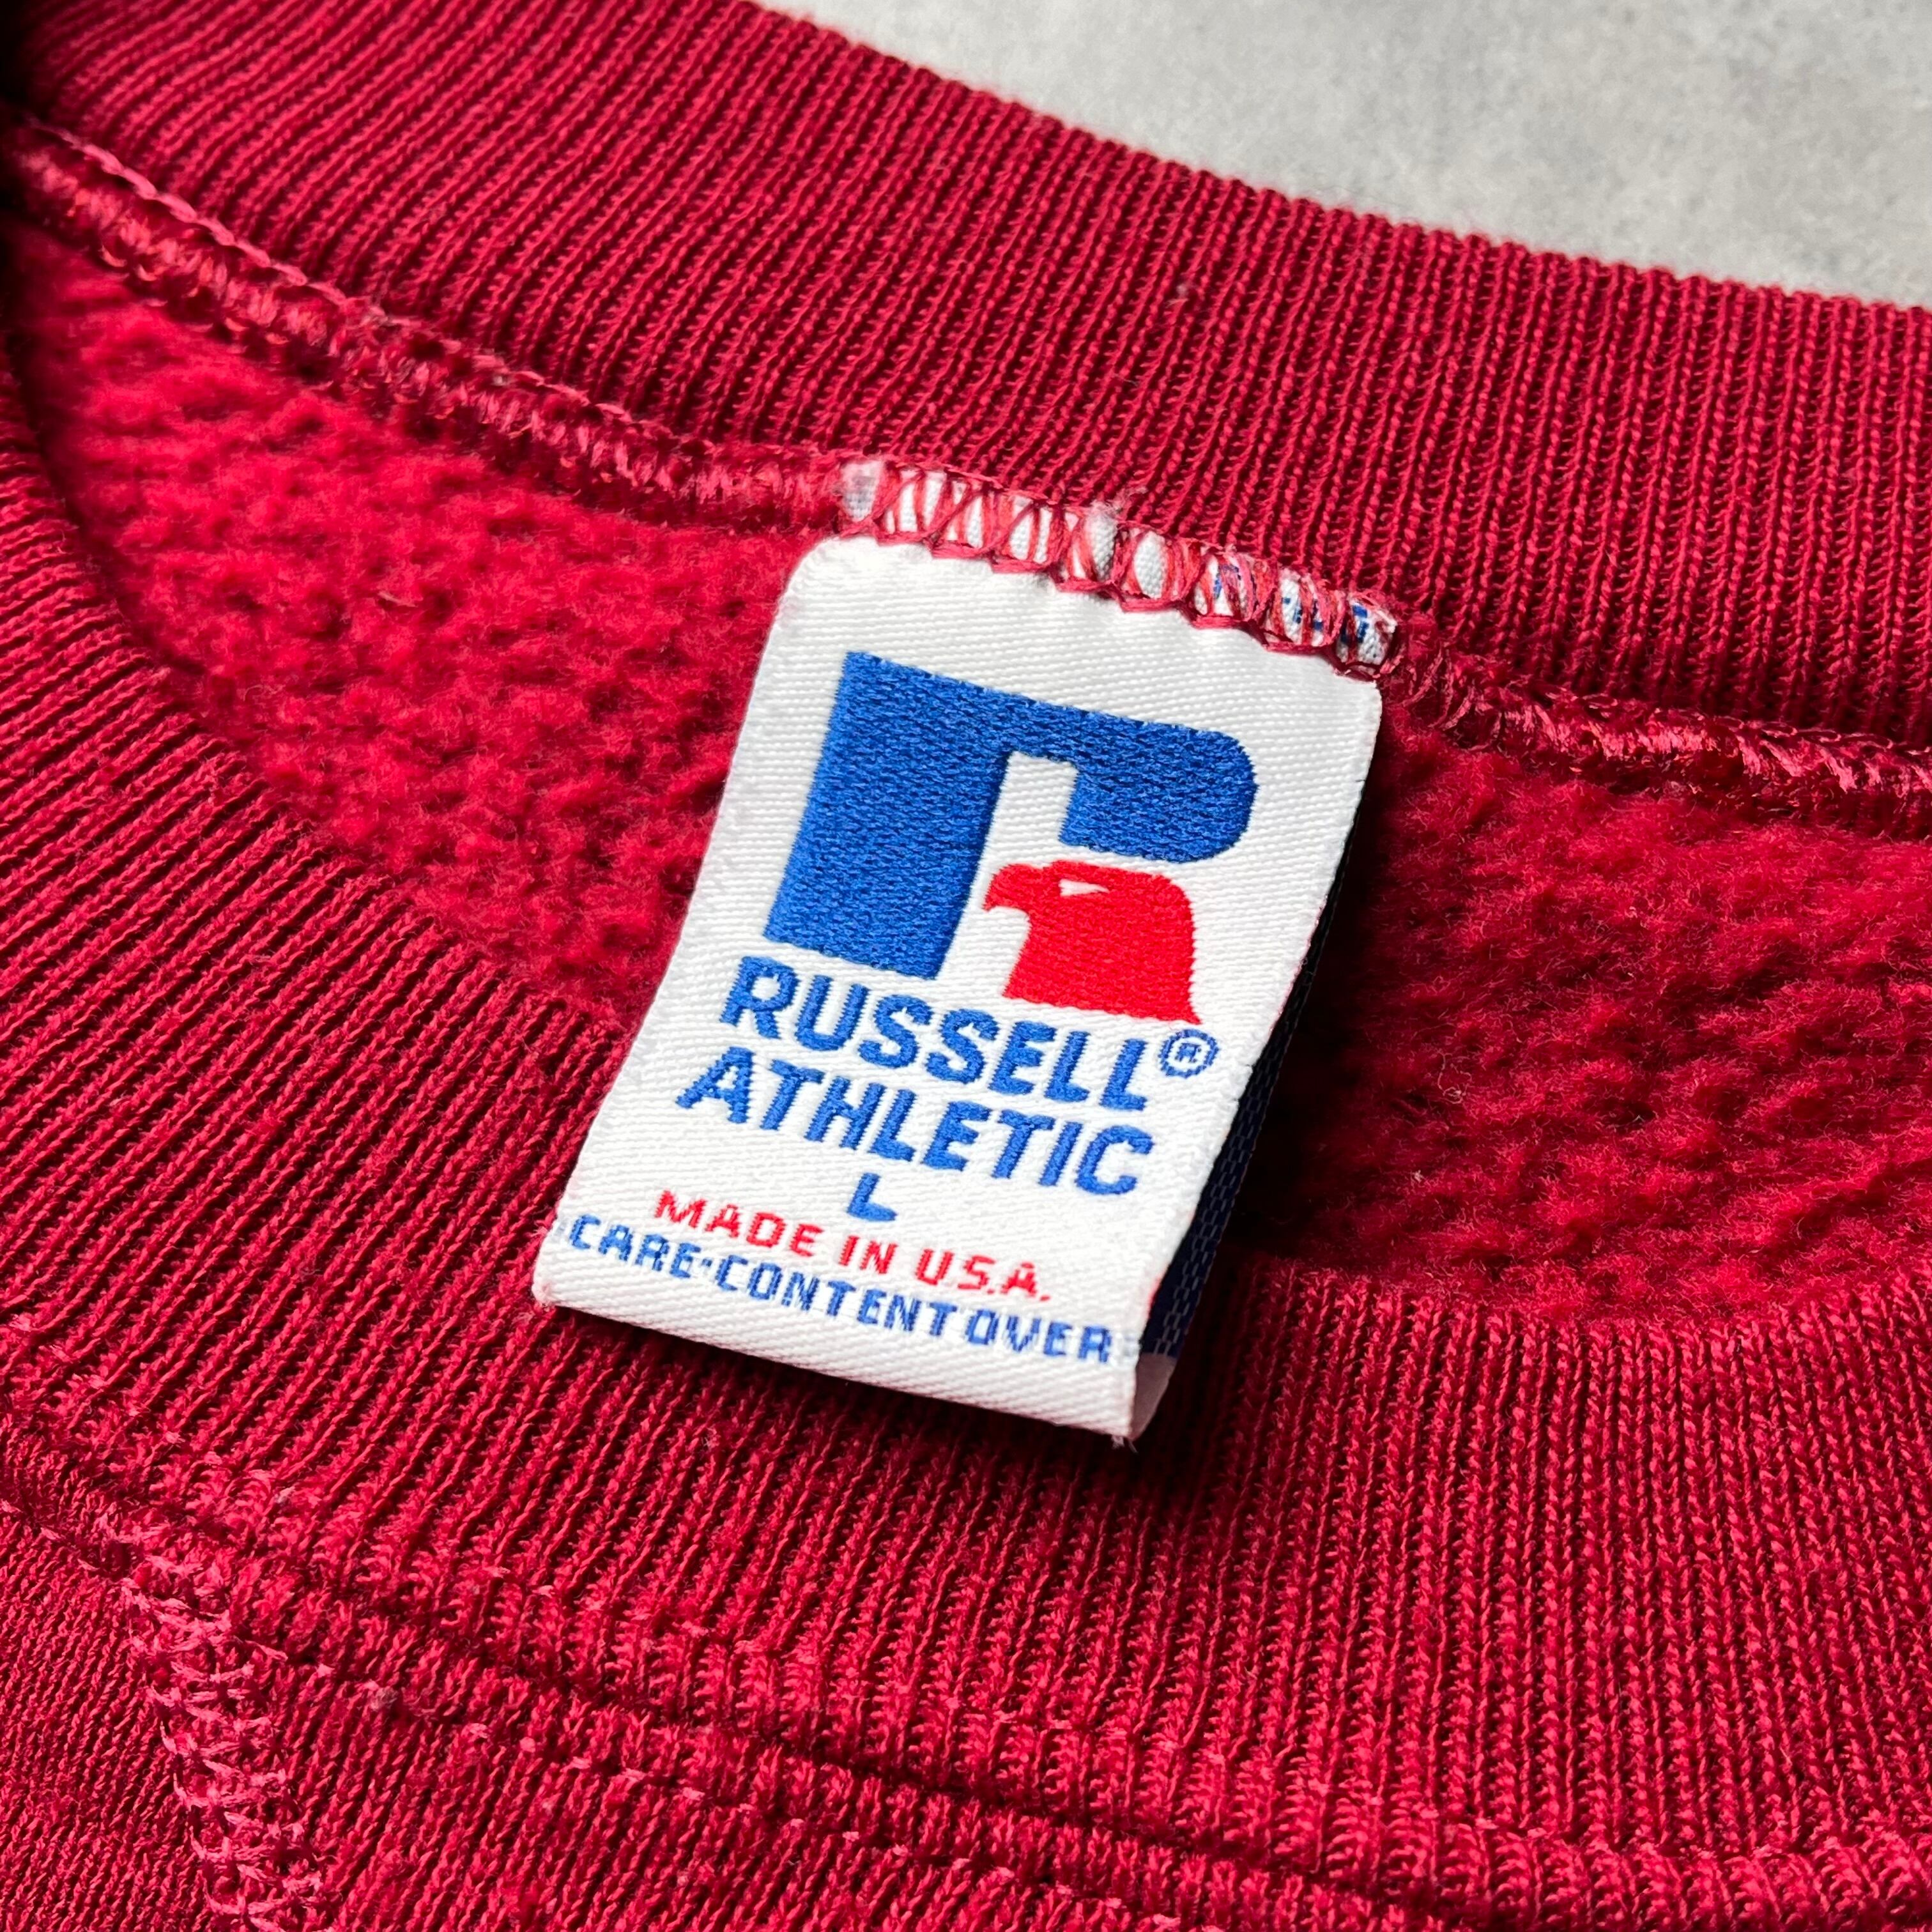 R
RUSSELL®
ATHLETIC
L
MADE IN U.S.A.
CARE·CONTENT OVER